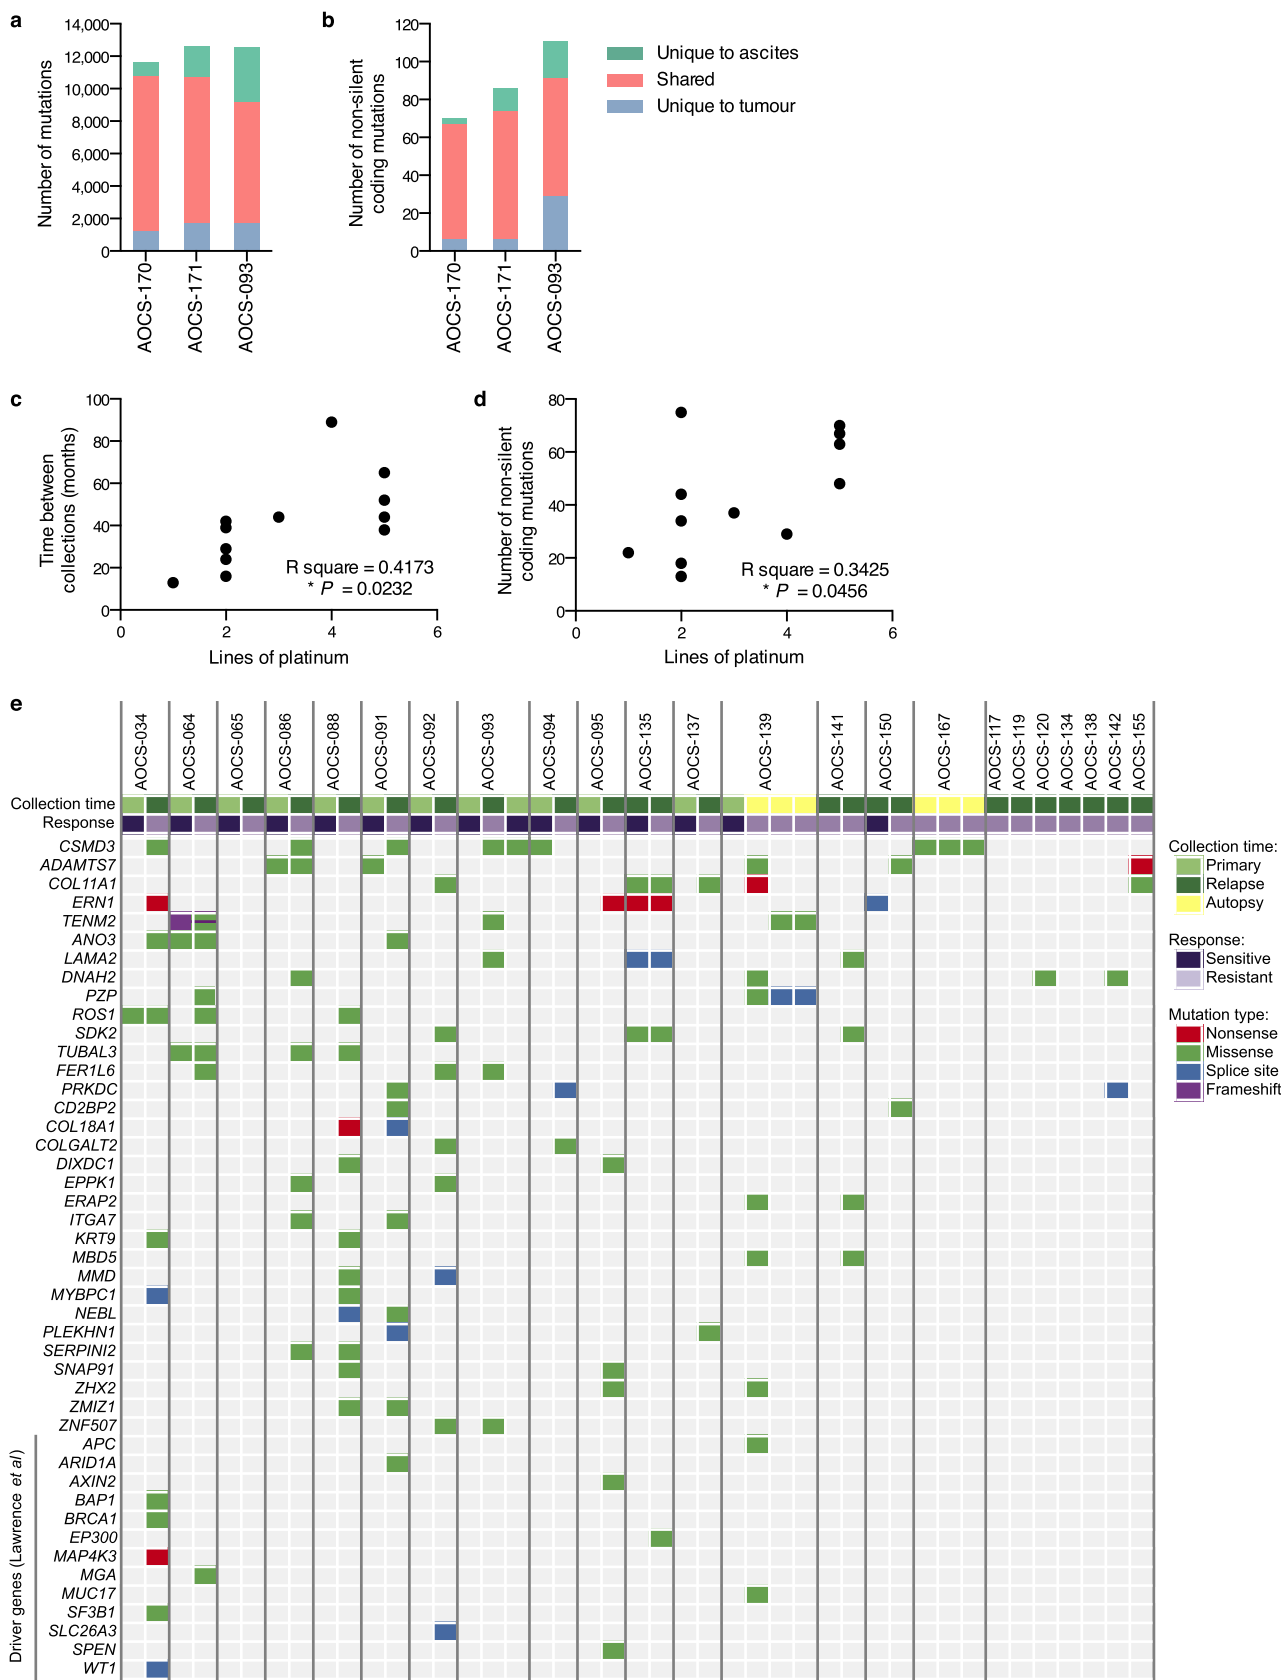 a
Number of mutations
14,000
12,000
10,000
8,000
6,000
4,000
2,000
0
AOCS-170
AOCS-171
AOCS-093
b
Number of non-silent
coding mutations
120
100
80
60
40
20
0
AOCS-170
AOCS-171
AOCS-093
Unique to ascites
Shared
Unique to tumour
c
Time between
collections (months)
100
80
60
40
20
0
R square = 0.4173
* P = 0.0232
0 2 4 6
Lines of platinum
d
Number of non-silent
coding mutations
80
60
40
20
0
R square = 0.3425
* P = 0.0456
0 2 4 6
Lines of platinum
e
AOCS-034
AOCS-064
AOCS-065
AOCS-086
AOCS-088
AOCS-091
AOCS-092
AOCS-093
AOCS-094
AOCS-095
AOCS-135
AOCS-137
AOCS-139
AOCS-141
AOCS-150
AOCS-167
AOCS-117
AOCS-119
AOCS-120
AOCS-134
AOCS-138
AOCS-142
AOCS-155
Collection time
Response
CSMD3
ADAMTS7
COL11A1
ERN1
TENM2
ANO3
LAMA2
DNAH2
PZP
ROS1
SDK2
TUBAL3
FER1L6
PRKDC
CD2BP2
COL18A1
COLGALT2
DIXDC1
EPPK1
ERAP2
ITGA7
KRT9
MBD5
MMD
MYBPC1
NEBL
PLEKHN1
SERPINI2
SNAP91
ZHX2
ZMIZ1
ZNF507
Driver genes (Lawrence et al)
APC
ARID1A
AXIN2
BAP1
BRCA1
EP300
MAP4K3
MGA
MUC17
SF3B1
SLC26A3
SPEN
WT1
Collection time:
Primary
Relapse
Autopsy
Response:
Sensitive
Resistant
Mutation type:
Nonsense
Missense
Splice site
Frameshift